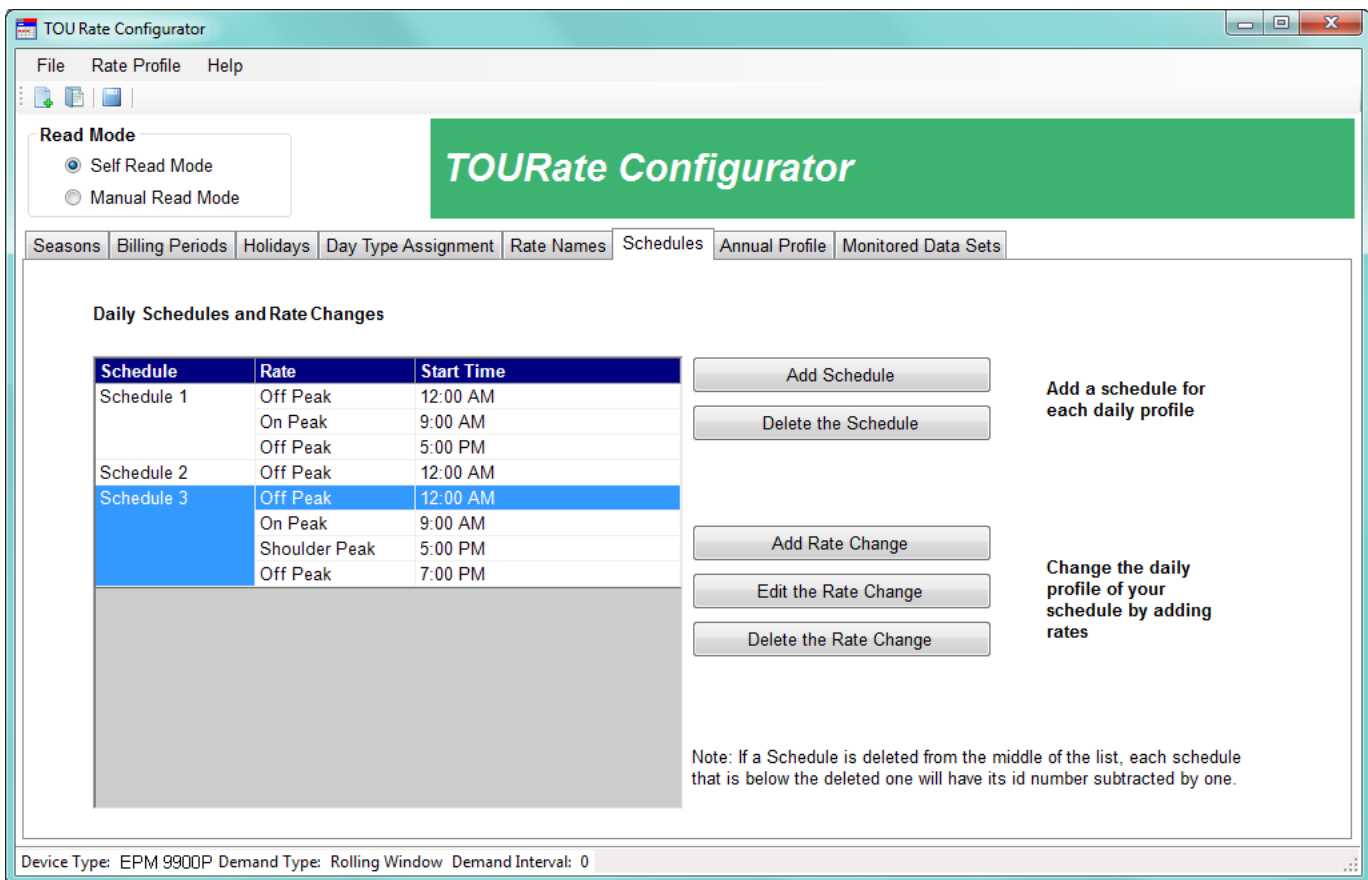 TOU Rate Configurator
File Rate Profile Help
Read Mode
Self Read Mode
Manual Read Mode
TOURate Configurator
Seasons Billing Periods Holidays Day Type Assignment Rate Names Schedules Annual Profile Monitored Data Sets
Daily Schedules and Rate Changes
Schedule Rate Start Time
Schedule 1 Off Peak 12:00 AM
On Peak 9:00 AM
Off Peak 5:00 PM
Schedule 2 Off Peak 12:00 AM
Schedule 3 Off Peak 12:00 AM
On Peak 9:00 AM
Shoulder Peak 5:00 PM
Off Peak 7:00 PM
Add Schedule
Delete the Schedule
Add a schedule for
each daily profile
Add Rate Change
Edit the Rate Change
Delete the Rate Change
Change the daily
profile of your
schedule by adding
rates
Note: If a Schedule is deleted from the middle of the list, each schedule
that is below the deleted one will have its id number subtracted by one.
Device Type: EPM 9900P Demand Type: Rolling Window Demand Interval: 0